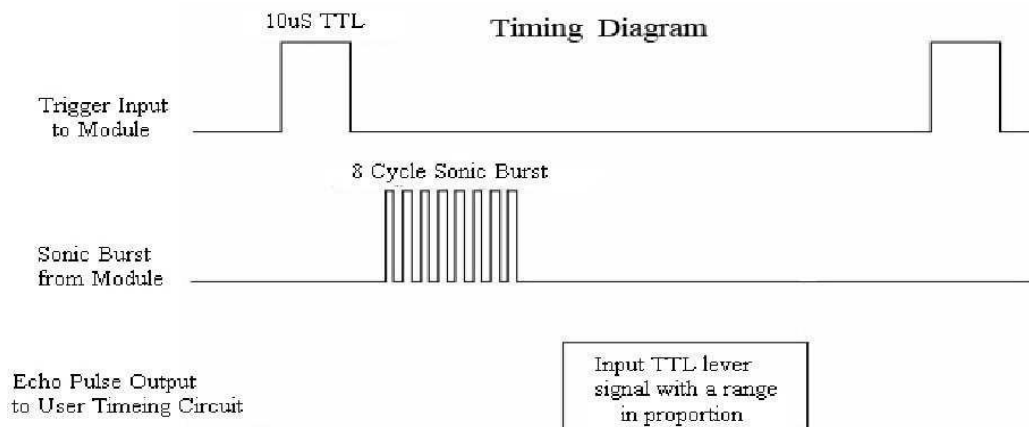 10uS TTL
Timing Diagram
Trigger Input
to Module
8 Cycle Sonic Burst
Sonic Burst
from Module
Echo Pulse Output
to User Timeing Circuit
Input TTL lever
signal with a range
in proportion